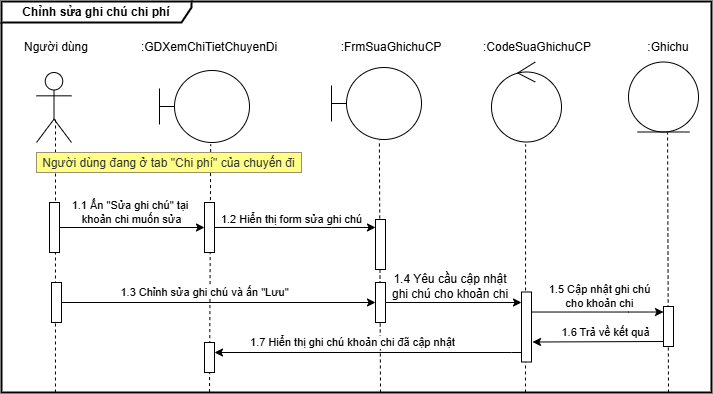 Chỉnh sửa ghi chú chi phí
Người dùng
:GDXemChiTietChuyenDi
:FrmSuaGhichuCP
:CodeSuaGhichuCP
:Ghichu
Người dùng đang ở tab "Chi phí" của chuyến đi
1.1 Ấn "Sửa ghi chú" tại
khoản chi muốn sửa
1.2 Hiển thị form sửa ghi chú
1.3 Chỉnh sửa ghi chú và ấn "Lưu"
1.4 Yêu cầu cập nhật
ghi chú cho khoản chi
1.5 Cập nhật ghi chú
cho khoản chi
1.6 Trả về kết quả
1.7 Hiển thị ghi chú khoản chi đã cập nhật